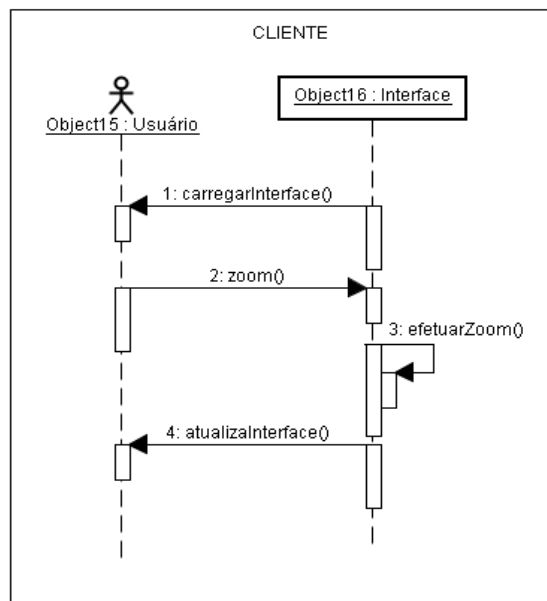 CLIENTE
Object15 : Usuário
Object16 : Interface
1: carregarInterface()
2: zoom()
3: efetuarZoom()
4: atualizaInterface()